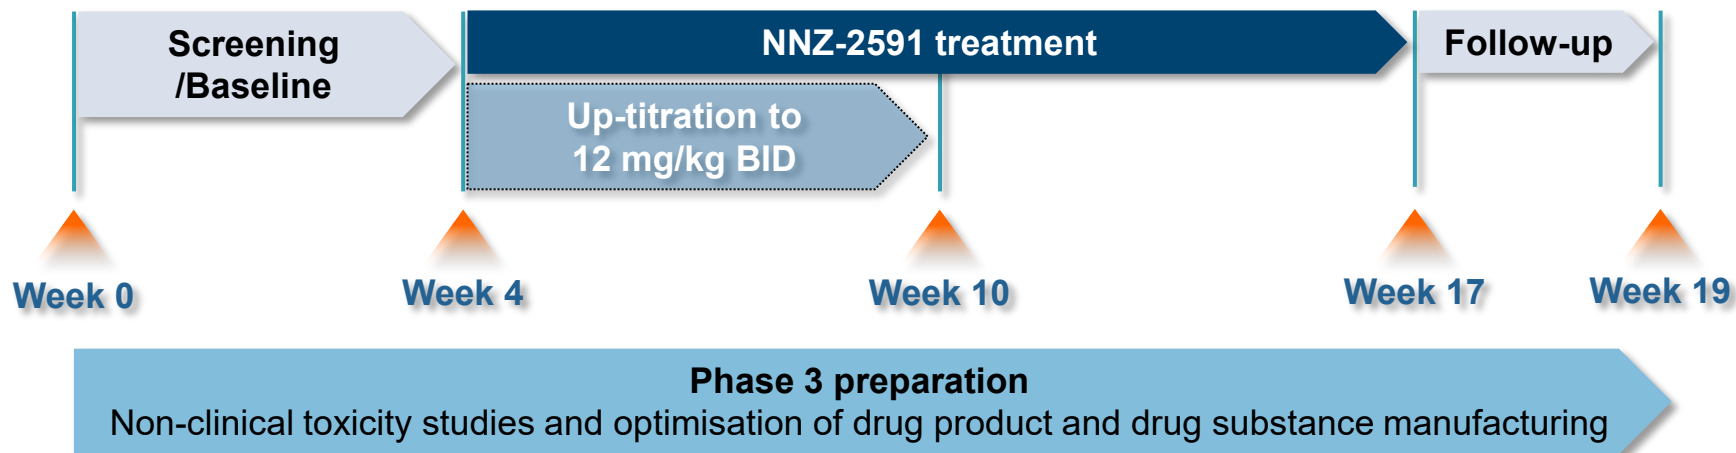 Screening
/Baseline
NNZ-2591 treatment
Follow-up
Up-titration to
12 mg/kg BID
Week 0
Week 4
Week 10
Week 17
Week 19
Phase 3 preparation
Non-clinical toxicity studies and optimisation of drug product and drug substance manufacturing